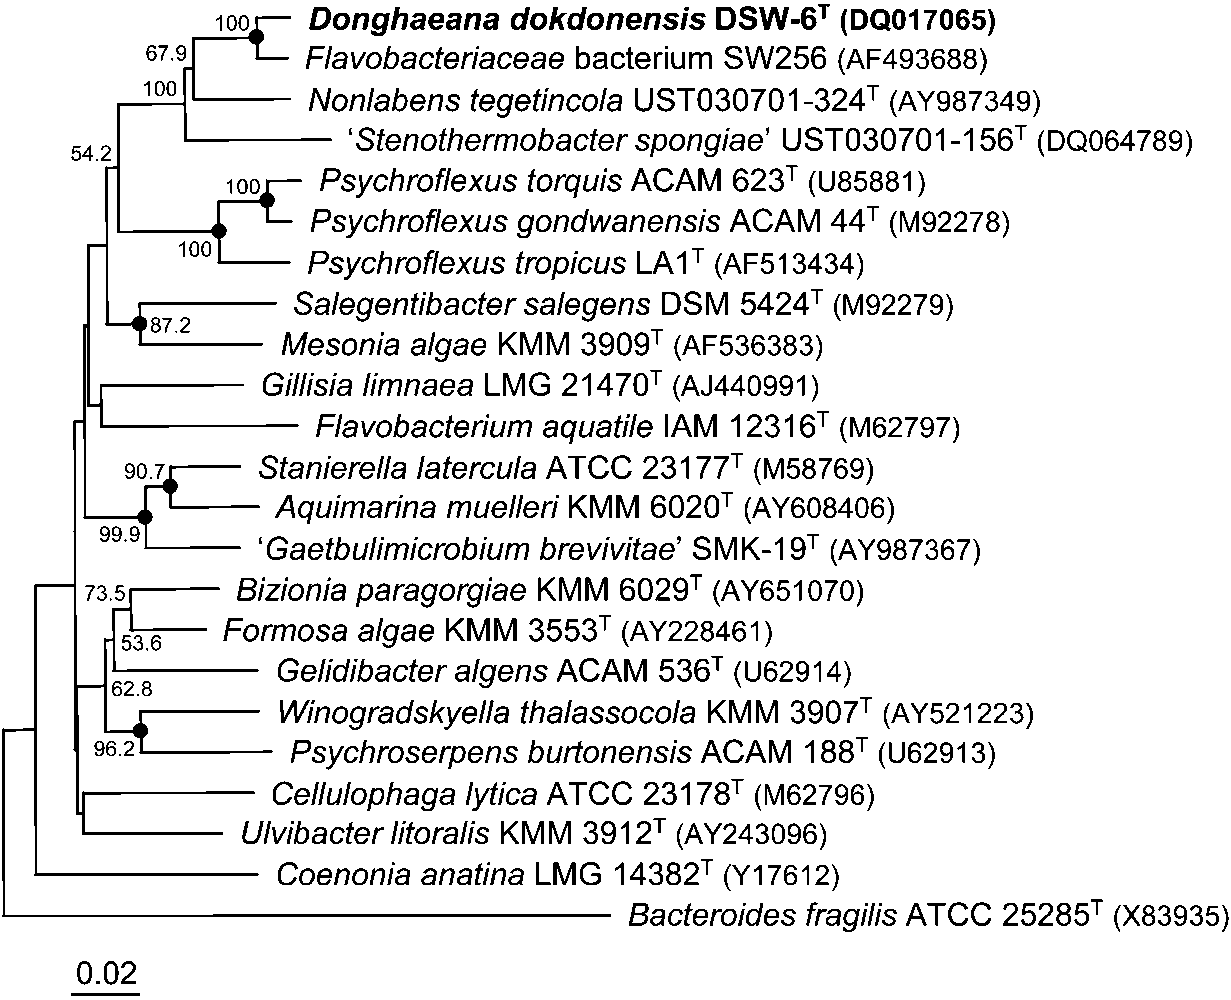 100 Donghaeana dokdonensis DSW-6ᵀ (DQ017065)
67.9 Flavobacteriaceae bacterium SW256 (AF493688)
100 Nonlabens tegetincola UST030701-324ᵀ (AY987349)
‘Stenothermobacter spongiae’ UST030701-156ᵀ (DQ064789)
54.2
100 Psychroflexus torquis ACAM 623ᵀ (U85881)
Psychroflexus gondwanensis ACAM 44ᵀ (M92278)
100
Psychroflexus tropicus LA1ᵀ (AF513434)
Salegentibacter salegens DSM 5424ᵀ (M92279)
87.2
Mesonia algae KMM 3909ᵀ (AF536383)
Gillisia limnaea LMG 21470ᵀ (AJ440991)
Flavobacterium aquatile IAM 12316ᵀ (M62797)
90.7 Stanierella latercula ATCC 23177ᵀ (M58769)
Aquimarina muelleri KMM 6020ᵀ (AY608406)
99.9
‘Gaetbulimicrobium brevivitae’ SMK-19ᵀ (AY987367)
73.5 Bizionia paragorgiae KMM 6029ᵀ (AY651070)
Formosa algae KMM 3553ᵀ (AY228461)
53.6
Gelidibacter algens ACAM 536ᵀ (U62914)
62.8
Winogradskyella thalassocola KMM 3907ᵀ (AY521223)
96.2 Psychroserpens burtonensis ACAM 188ᵀ (U62913)
Cellulophaga lytica ATCC 23178ᵀ (M62796)
Ulvibacter litoralis KMM 3912ᵀ (AY243096)
Coenonia anatina LMG 14382ᵀ (Y17612)
Bacteroides fragilis ATCC 25285ᵀ (X83935)
0.02